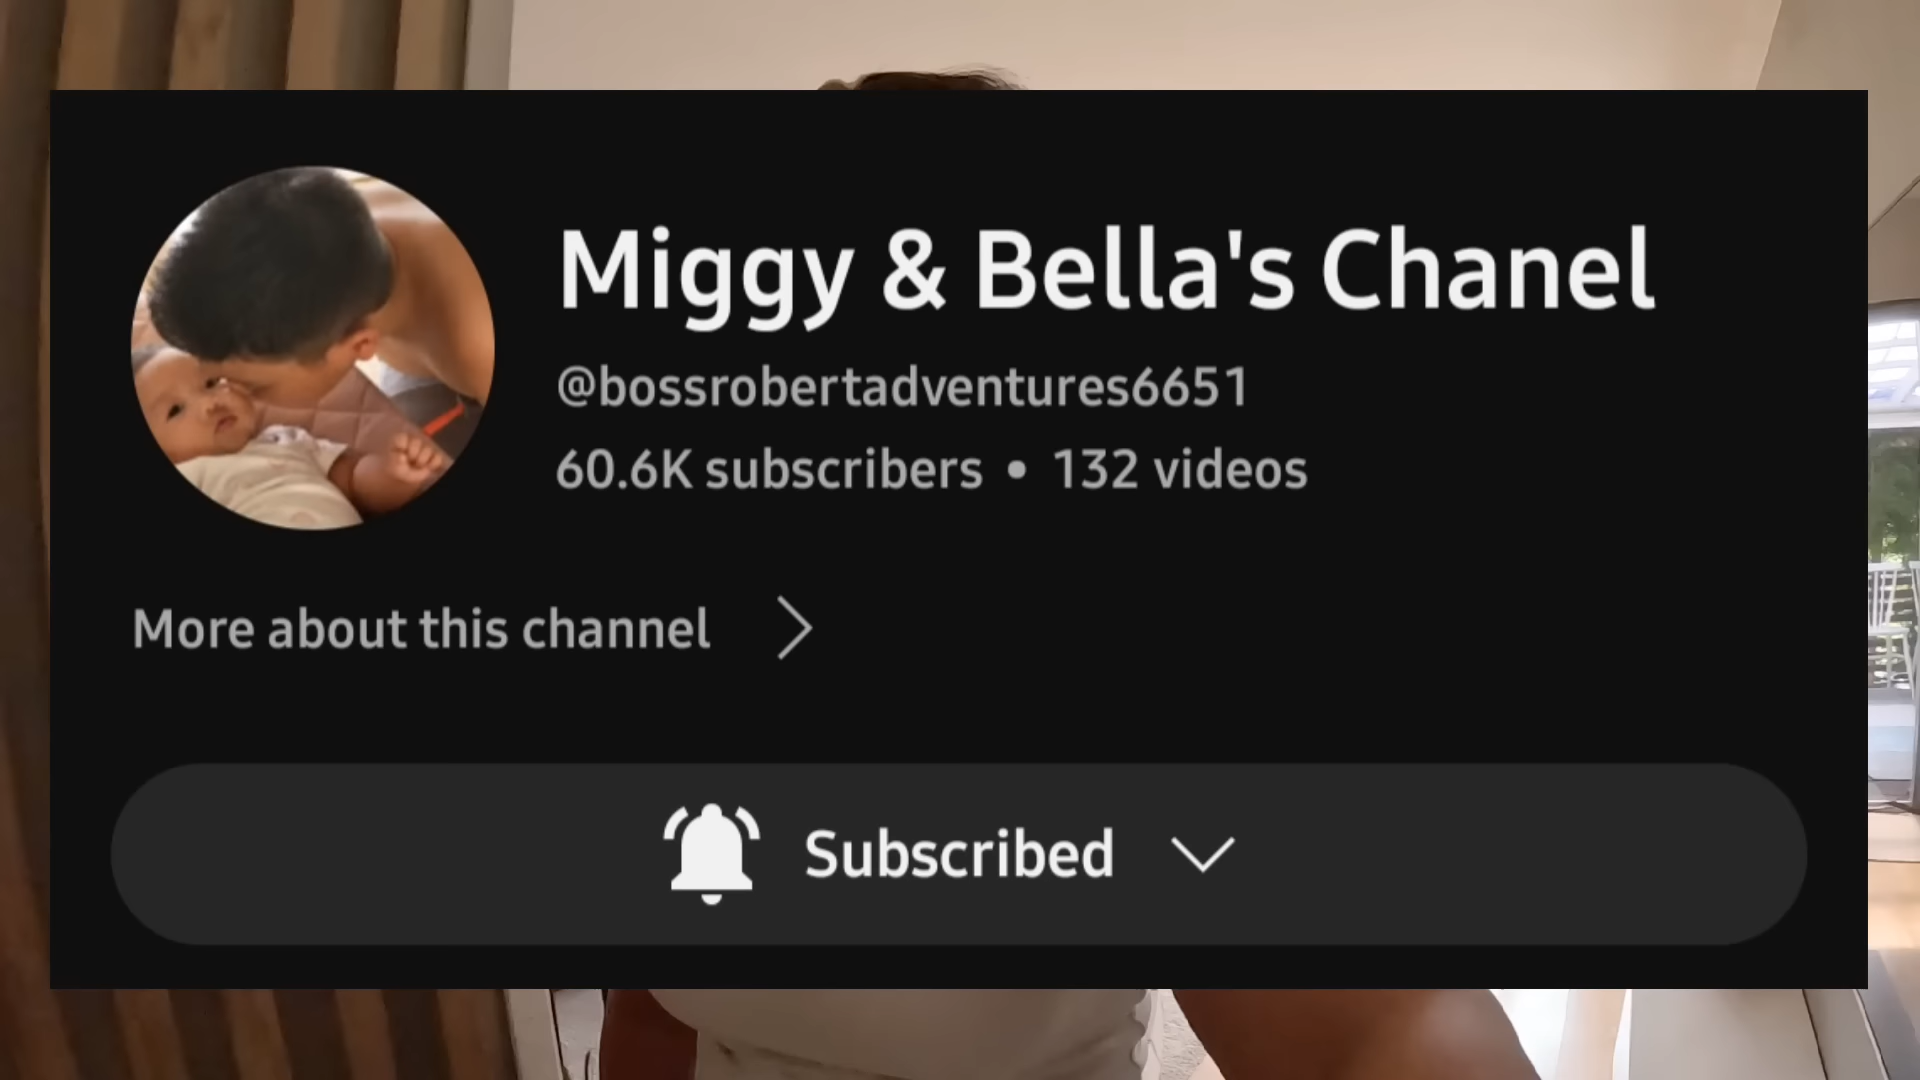 Miggy & Bella's Chanel
@bossrobertadventures6651
60.6K subscribers • 132 videos
More about this channel
Subscribed